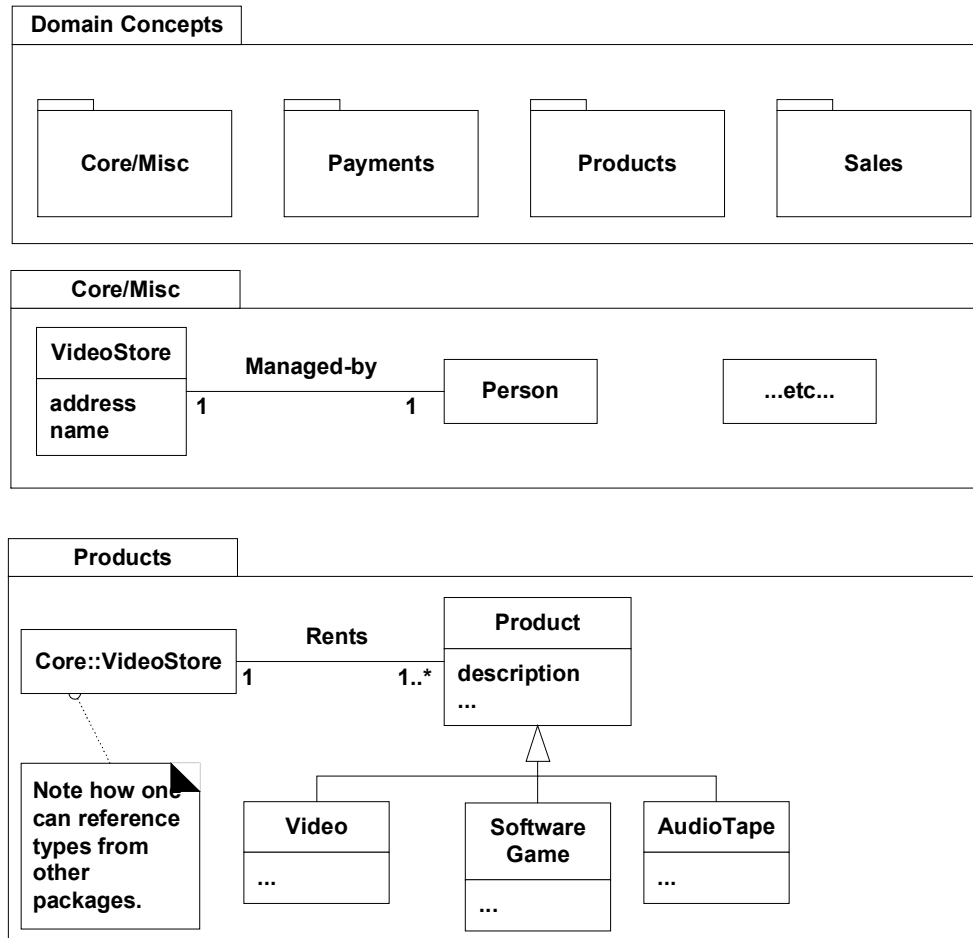 Domain Concepts
Core/Misc
Payments
Products
Sales
Core/Misc
VideoStore
address
name
Managed-by
1
1
Person
...etc...
Products
Core::VideoStore
Rents
1
1..*
Product
description
...
Note how one
can reference
types from
other
packages.
Video
...
Software
Game
...
AudioTape
...